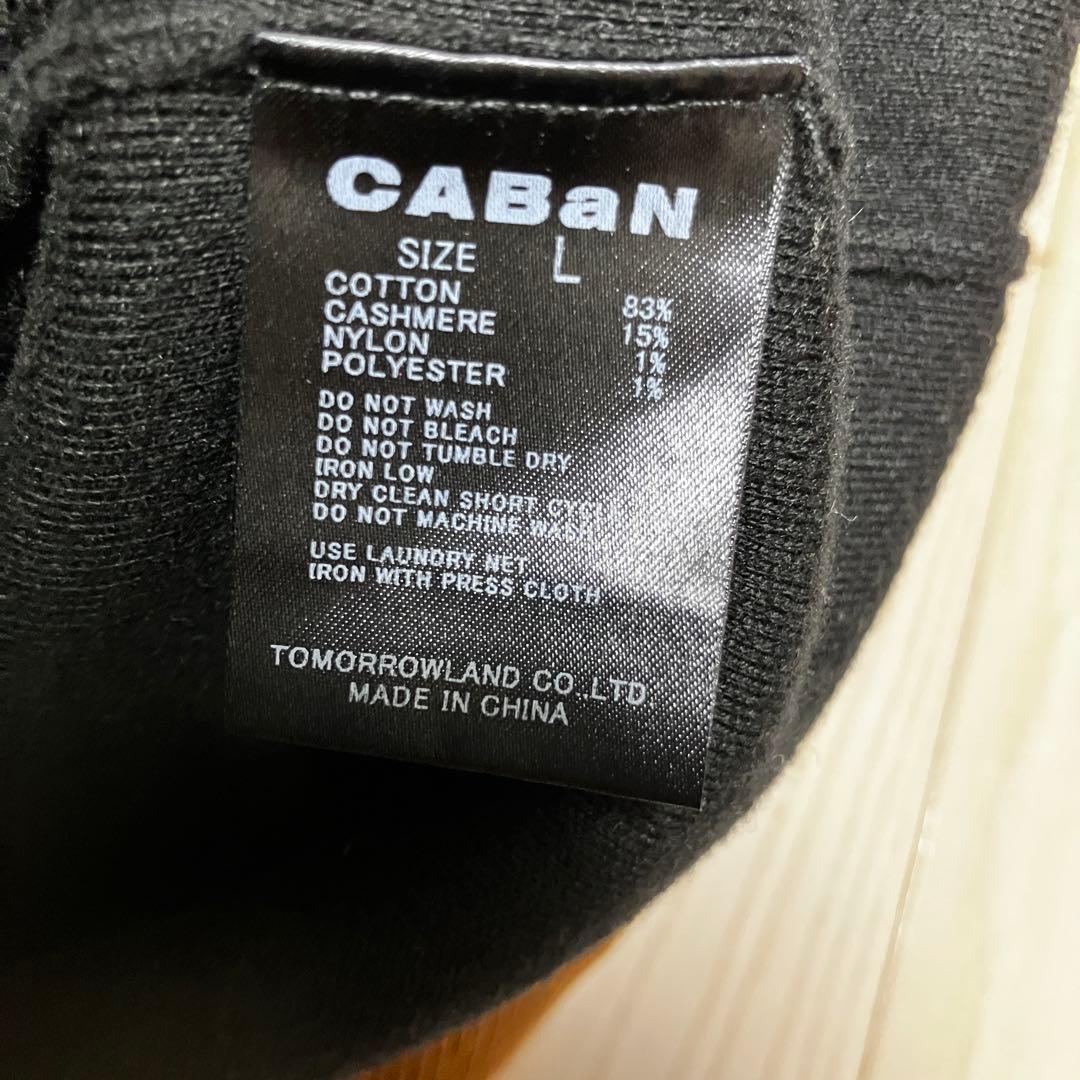 CABaN
SIZE L
COTTON 83%
CASHMERE 15%
NYLON 1%
POLYESTER 1%
DO NOT WASH
DO NOT BLEACH
DO NOT TUMBLE DRY
IRON LOW
DRY CLEAN SHORT
DO NOT MACHINE WASH
USE LAUNDRY NET
IRON WITH PRESS CLOTH
TOMORROWLAND CO.,LTD.
MADE IN CHINA